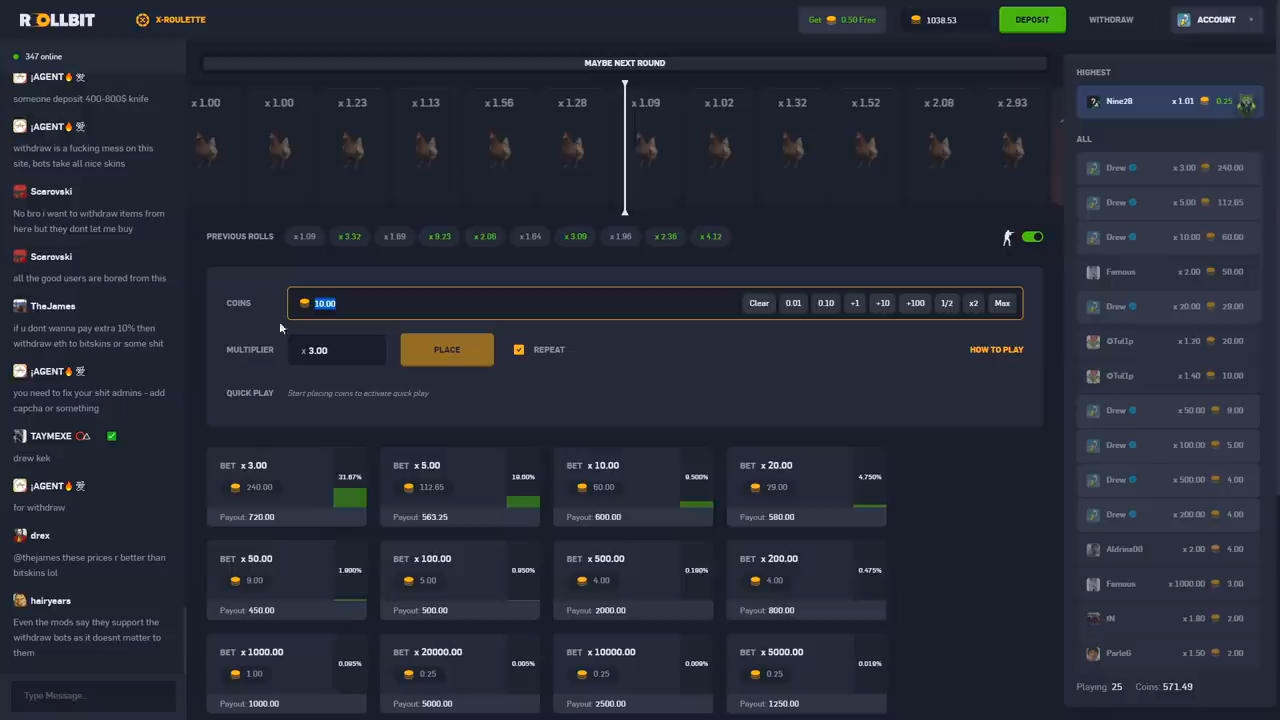 ROLLBIT
X-ROULETTE
Get 0.50 Free
1038.53
DEPOSIT
WITHDRAW
ACCOUNT
347 online
¡AGENT🔥
someone deposit 400-800$ knife
¡AGENT🔥
withdraw is a fucking mess on this
site, bots take all nice skins
Scarovski
No bro i want to withdraw items from
here but they dont let me buy
Scarovski
all the good users are bored from this
TheJames
if u dont wanna pay extra 10% then
withdraw eth to bitskins or some shit
¡AGENT🔥
you need to fix your shit admins - add
capcha or something
TAYMEXE
drew kek
¡AGENT🔥
for withdraw
drex
@thejames these prices r better than
bitskins lol
hairyears
Even the mods say they support the
withdraw bots as it doesnt matter to
them
Type Message...
MAYBE NEXT ROUND
x 1.00 x 1.00 x 1.23 x 1.13 x 1.56 x 1.28 x 1.09 x 1.02 x 1.32 x 1.52 x 2.08 x 2.93
PREVIOUS ROLLS x 1.09 x 3.32 x 1.69 x 9.23 x 2.06 x 1.64 x 3.09 x 1.96 x 2.36 x 4.12
COINS 10.00 Clear 0.01 0.10 +1 +10 +100 1/2 x2 Max
MULTIPLIER x 3.00 PLACE REPEAT HOW TO PLAY
QUICK PLAY Start placing coins to activate quick play
BET x 3.00 31.67%
240.00
Payout: 720.00
BET x 5.00 19.00%
112.65
Payout: 563.25
BET x 10.00 9.500%
60.00
Payout: 600.00
BET x 20.00 4.750%
29.00
Payout: 580.00
BET x 50.00 1.900%
9.00
Payout: 450.00
BET x 100.00 0.950%
5.00
Payout: 500.00
BET x 500.00 0.190%
4.00
Payout: 2000.00
BET x 200.00 0.475%
4.00
Payout: 800.00
BET x 1000.00 0.095%
1.00
Payout: 1000.00
BET x 20000.00 0.005%
0.25
Payout: 5000.00
BET x 10000.00 0.009%
0.25
Payout: 2500.00
BET x 5000.00 0.019%
0.25
Payout: 1250.00
HIGHEST
Nine28 x 1.01 0.25
ALL
Drew x 3.00 240.00
Drew x 5.00 112.65
Drew x 10.00 60.00
Famous x 2.00 50.00
Drew x 20.00 29.00
✪Tul1p x 1.20 20.00
✪Tul1p x 1.40 10.00
Drew x 50.00 9.00
Drew x 100.00 5.00
Drew x 500.00 4.00
Drew x 200.00 4.00
Aldrins00 x 2.00 4.00
Famous x 1000.00 3.00
tN x 1.80 2.00
ParleG x 1.50 2.00
Playing 25 Coins: 571.49